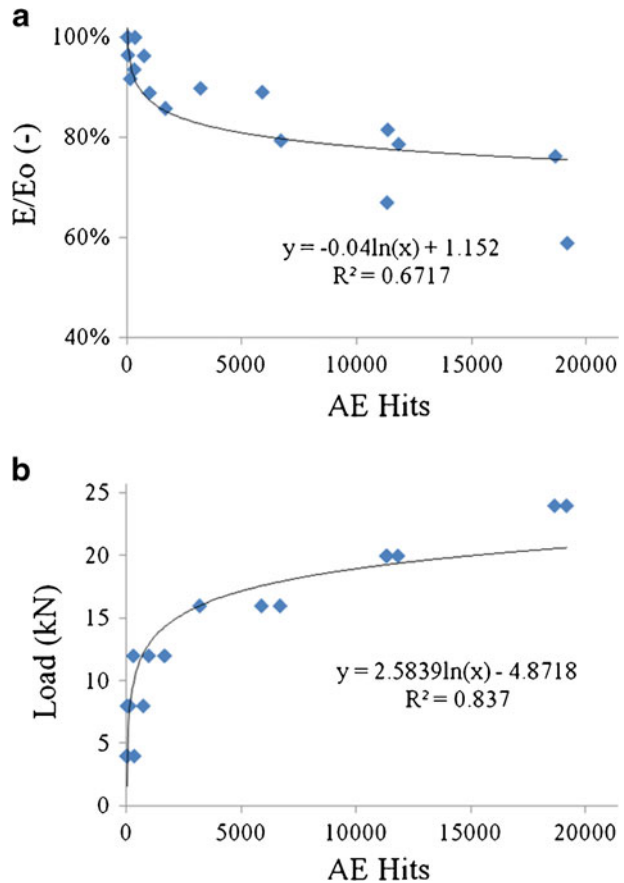 a
100%
80%
60%
40%
E/Eo (-)
y = -0.04ln(x) + 1.152
R² = 0.6717
0 5000 10000 15000 20000
AE Hits
b
25
20
15
10
5
0
Load (kN)
y = 2.5839ln(x) - 4.8718
R² = 0.837
0 5000 10000 15000 20000
AE Hits